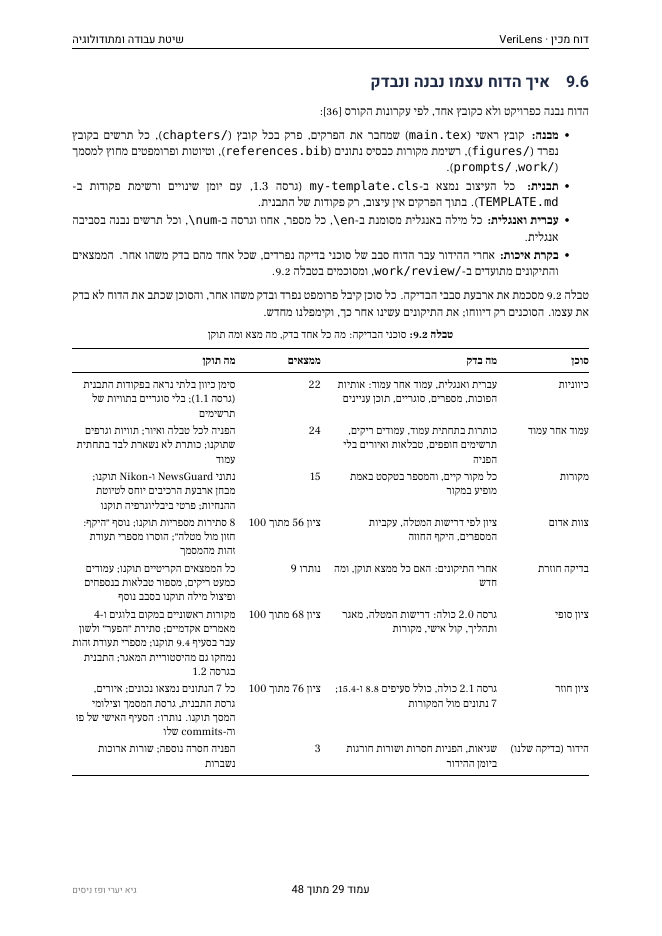 דוח מכין · VeriLens
שיטת עבודה ומתודולוגיה
9.6 איך הדוח עצמו נבנה ונבדק
הדוח נבנה כפרויקט ולא כקובץ אחד, לפי עקרונות הקורס [36]:
• מבנה: קובץ ראשי (main.tex) שמחבר את הפרקים, פרק בכל קובץ (chapters/), כל תרשים בקובץ
נפרד (figures/), רשימת מקורות כבסיס נתונים (references.bib), וטיוטות ופרומפטים מחוץ למסמך
(prompts/ ,work/).
• תבנית: כל העיצוב נמצא ב-my-template.cls (גרסה 1.3, עם יומן שינויים ורשימת פקודות ב-
TEMPLATE.md). בתוך הפרקים אין עיצוב, רק פקודות של התבנית.
• עברית ואנגלית: כל מילה באנגלית מסומנת ב-\en, כל מספר, אחוז וגרסה ב-\num, וכל תרשים נבנה בסביבה
אנגלית.
• בקרת איכות: אחרי ההידור עבר הדוח סבב של סוכני בדיקה נפרדים, שכל אחד מהם בדק משהו אחר. הממצאים
והתיקונים מתועדים ב-work/review/, ומסוכמים בטבלה 9.2.
טבלה 9.2 מסכמת את ארבעת סבבי הבדיקה. כל סוכן קיבל פרומפט נפרד ובדק משהו אחר, והסוכן שכתב את הדוח לא בדק
את עצמו. הסוכנים רק דיווחו; את התיקונים עשינו אחר כך, וקימפלנו מחדש.
טבלה 9.2: סוכני הבדיקה: מה כל אחד בדק, מה מצא ומה תוקן
סוכן מה בדק ממצאים מה תוקן
כיווניות עברית ואנגלית, עמוד אחר עמוד: אותיות 22 סימן כיוון בלתי נראה בפקודות התבנית
הפוכות, מספרים, סוגריים, תוכן עניינים (גרסה 1.1); בלי סוגריים בתוויות של
תרשימים
עמוד אחר עמוד כותרות בתחתית עמוד, עמודים ריקים, 24 הפניה לכל טבלה ואיור; תוויות וגרפים
תרשימים חופפים, טבלאות ואיורים בלי שתוקנו; כותרת לא נשארת לבד בתחתית
הפניה עמוד
מקורות כל מקור קיים, והמספר בטקסט באמת 15 נתוני NewsGuard ו-Nikon תוקנו;
מופיע במקור מבחן ארבעת הרכיבים יוחס לטיוטת
ההנחיות; פרטי ביבליוגרפיה תוקנו
צוות אדום ציון לפי דרישות המטלה, עקביות ציון 56 מתוך 100 8 סתירות מספריות תוקנו; נוסף "היקף:
המספרים, היקף החוזה חזון מול מטלה"; הוסרו מספרי תעודת
זהות מהמסמך
בדיקה חוזרת אחרי התיקונים: האם כל ממצא תוקן, ומה נותרו 9 כל הממצאים הקריטיים תוקנו; עמודים
חדש כמעט ריקים, מספור טבלאות בנספחים
ופיצול מילה תוקנו בסבב נוסף
ציון סופי גרסה 2.0 כולה: דרישות המטלה, מאגר ציון 68 מתוך 100 מקורות ראשוניים במקום בלוגים ו-4
ותהליך, קול אישי, מקורות מאמרים אקדמיים; סתירת "הפער" ולשון
עבר בסעיף 9.4 תוקנו; מספרי תעודת זהות
נמחקו גם מהיסטוריית המאגר; התבנית
בגרסה 1.2
ציון חוזר גרסה 2.1 כולה, כולל סעיפים 8.8 ו-15.4; ציון 76 מתוך 100 כל 7 הנתונים נמצאו נכונים; איורים,
7 נתונים מול המקורות גרסת התבנית, גרסת המסמך וצילומי
המסך תוקנו. נותרו: הסעיף האישי של פז
וה-commits שלו
הידור (בדיקה שלנו) שגיאות, הפניות חסרות ושורות חורגות 3 הפניה חסרה נוספה; שורות ארוכות
ביומן ההידור נשברות
עמוד 29 מתוך 48
גיא יערי ופז ניסים